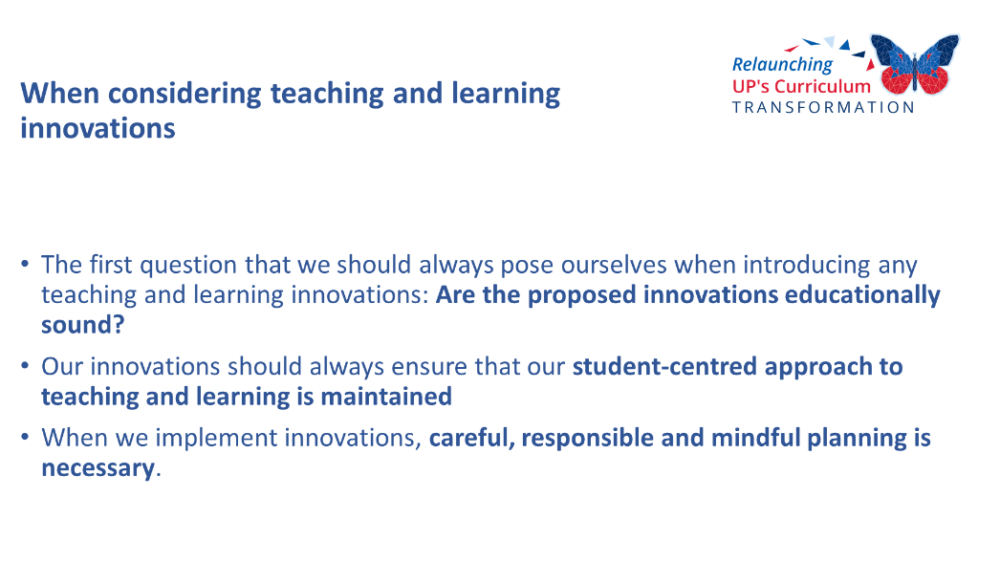 Relaunching
UP's Curriculum
TRANSFORMATION
When considering teaching and learning
innovations
• The first question that we should always pose ourselves when introducing any
teaching and learning innovations: Are the proposed innovations educationally
sound?
• Our innovations should always ensure that our student-centred approach to
teaching and learning is maintained
• When we implement innovations, careful, responsible and mindful planning is
necessary.